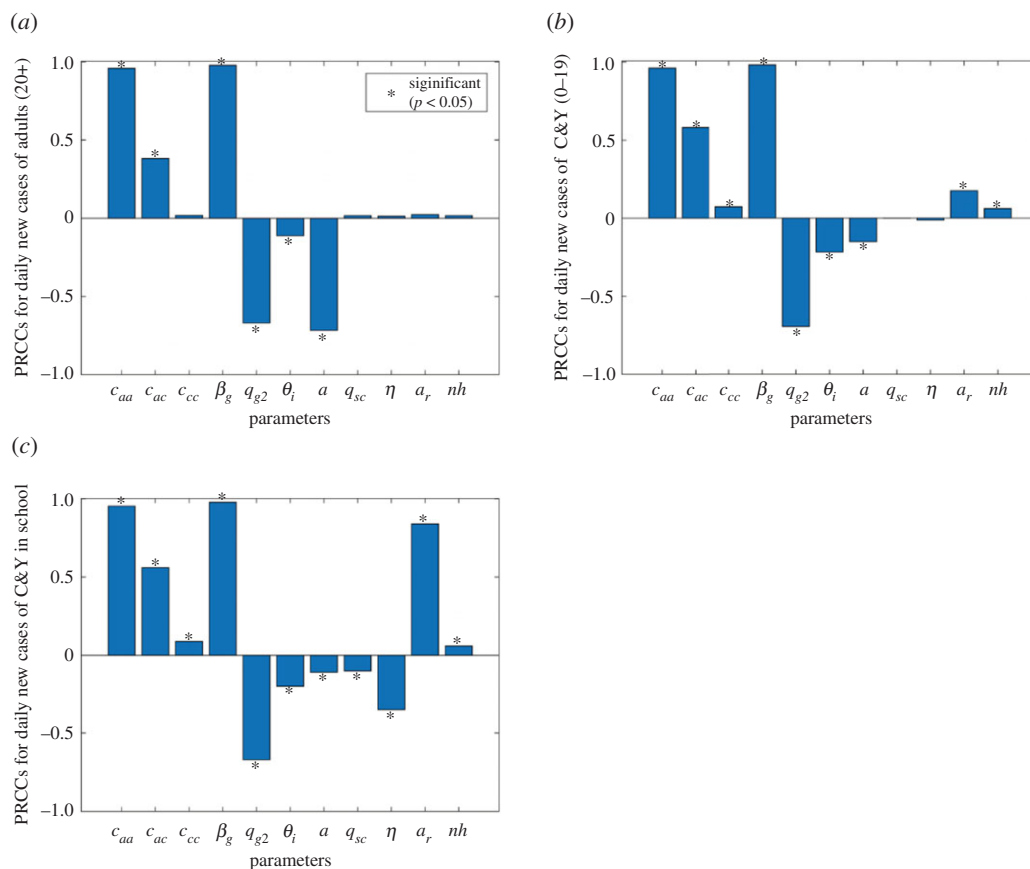 (a)
PRCCs for daily new cases of adults (20+)
1.0
0.5
0
−0.5
−1.0
* siginificant
(p < 0.05)
* * * * * *
c_aa c_ac c_cc β_g q_g2 θ_i a q_sc η a_r nh
parameters
(b)
PRCCs for daily new cases of C&Y (0–19)
1.0
0.5
0
−0.5
−1.0
* * * * * * * * *
c_aa c_ac c_cc β_g q_g2 θ_i a q_sc η a_r nh
parameters
(c)
PRCCs for daily new cases of C&Y in school
1.0
0.5
0
−0.5
−1.0
* * * * * * * * * * *
c_aa c_ac c_cc β_g q_g2 θ_i a q_sc η a_r nh
parameters